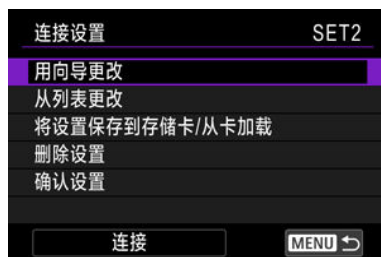 连接设置 SET2
用向导更改
从列表更改
将设置保存到存储卡/从卡加载
删除设置
确认设置
连接 MENU